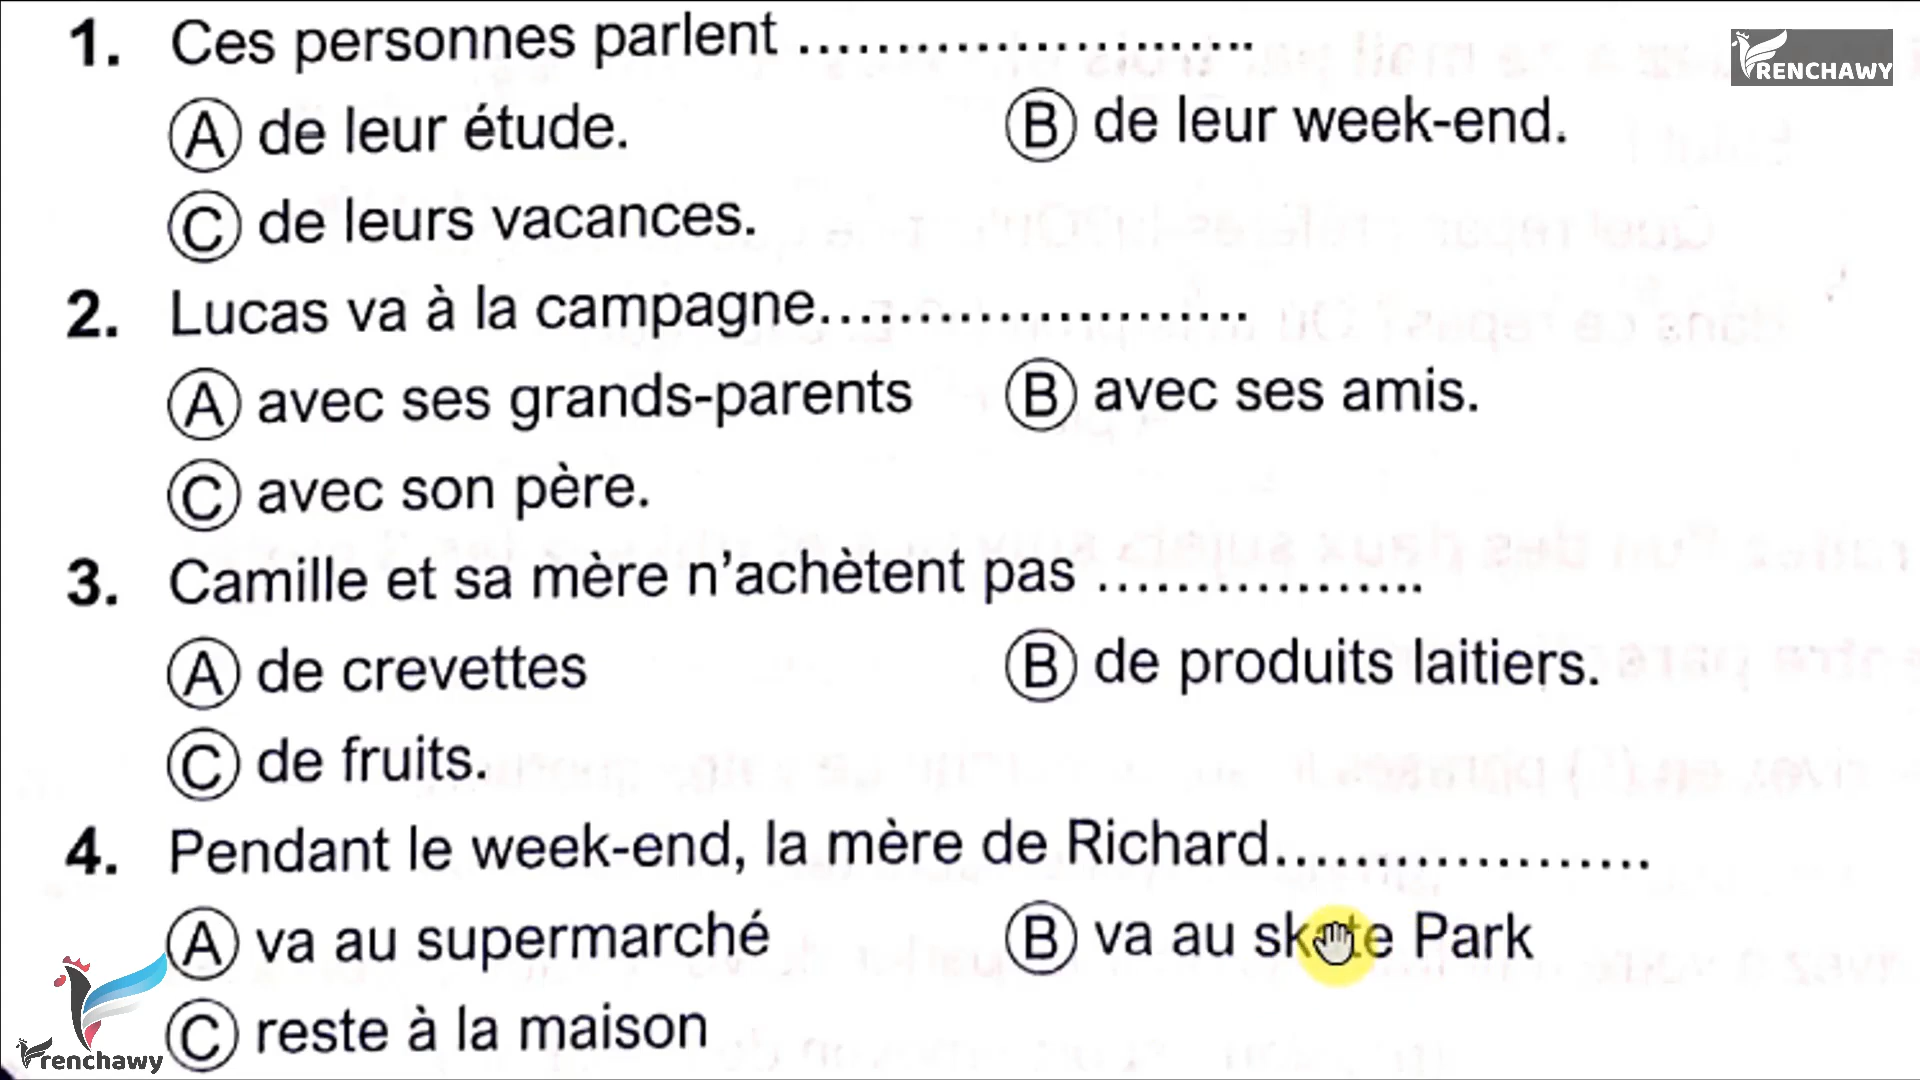 RENCHAWY
1. Ces personnes parlent ............................
A de leur étude. B de leur week-end.
C de leurs vacances.
2. Lucas va à la campagne...........................
A avec ses grands-parents B avec ses amis.
C avec son père.
3. Camille et sa mère n'achètent pas ....................
A de crevettes B de produits laitiers.
C de fruits.
4. Pendant le week-end, la mère de Richard.......................
A va au supermarché B va au skate Park
C reste à la maison
renchawy